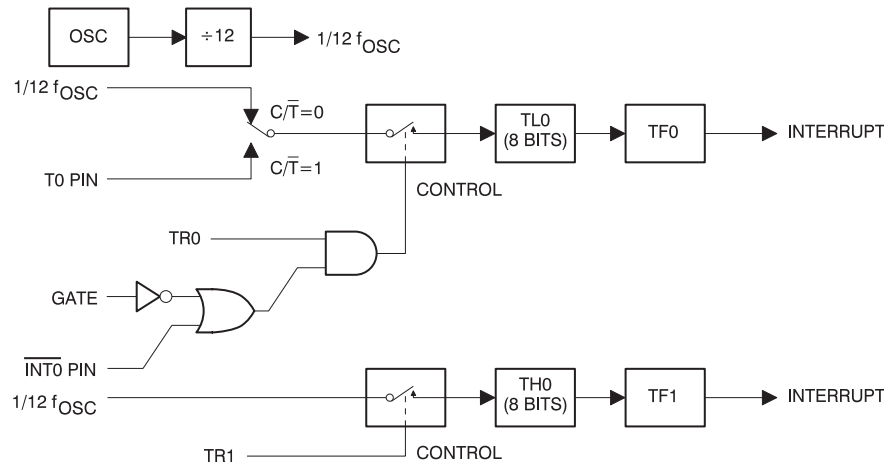 OSC
÷12
1/12 fOSC
1/12 fOSC
C/T̅=0
TL0
(8 BITS)
TF0
INTERRUPT
C/T̅=1
T0 PIN
CONTROL
TR0
GATE
I̅N̅T̅0̅ PIN
1/12 fOSC
TH0
(8 BITS)
TF1
INTERRUPT
TR1
CONTROL